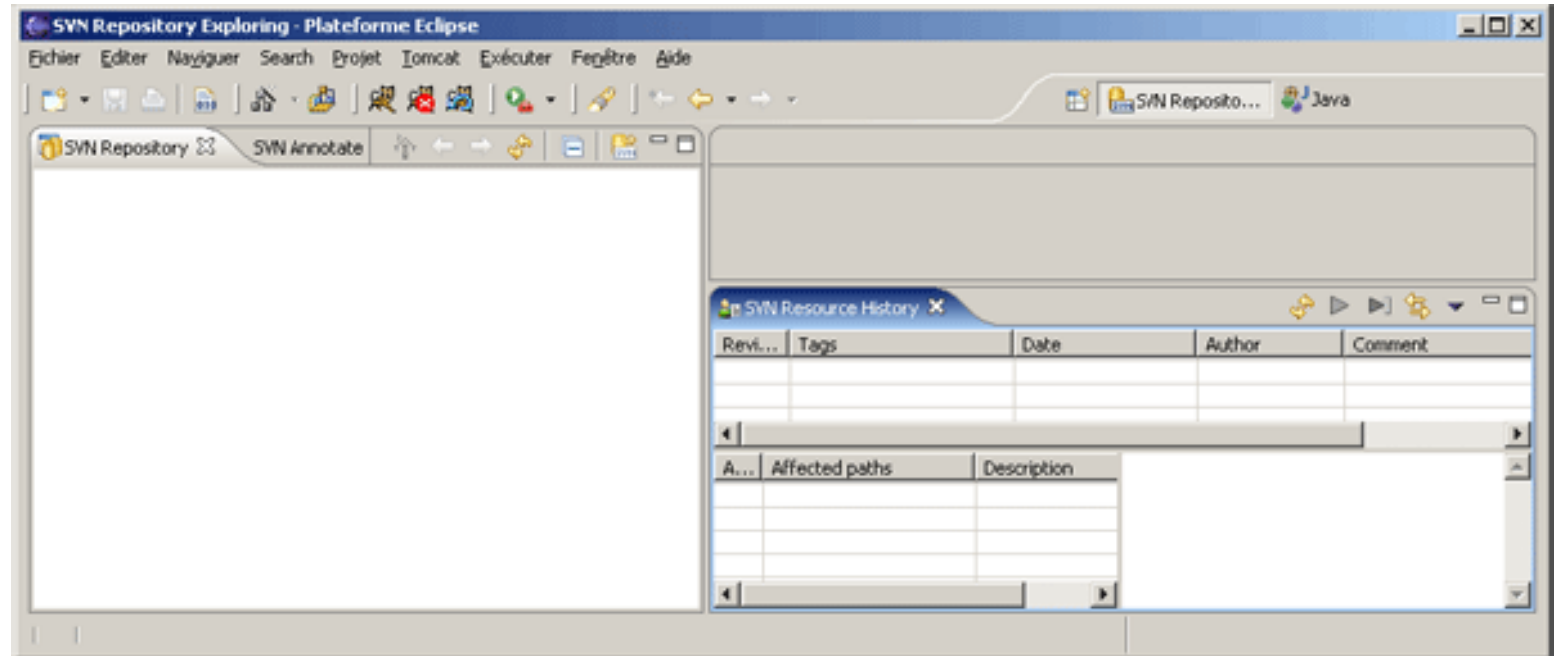 SVN Repository Exploring - Plateforme Eclipse
Fichier Editer Naviguer Search Projet Tomcat Exécuter Fenêtre Aide
SVN Reposito... Java
SVN Repository SVN Annotate
SVN Resource History
Revi... Tags Date Author Comment
A... Affected paths Description